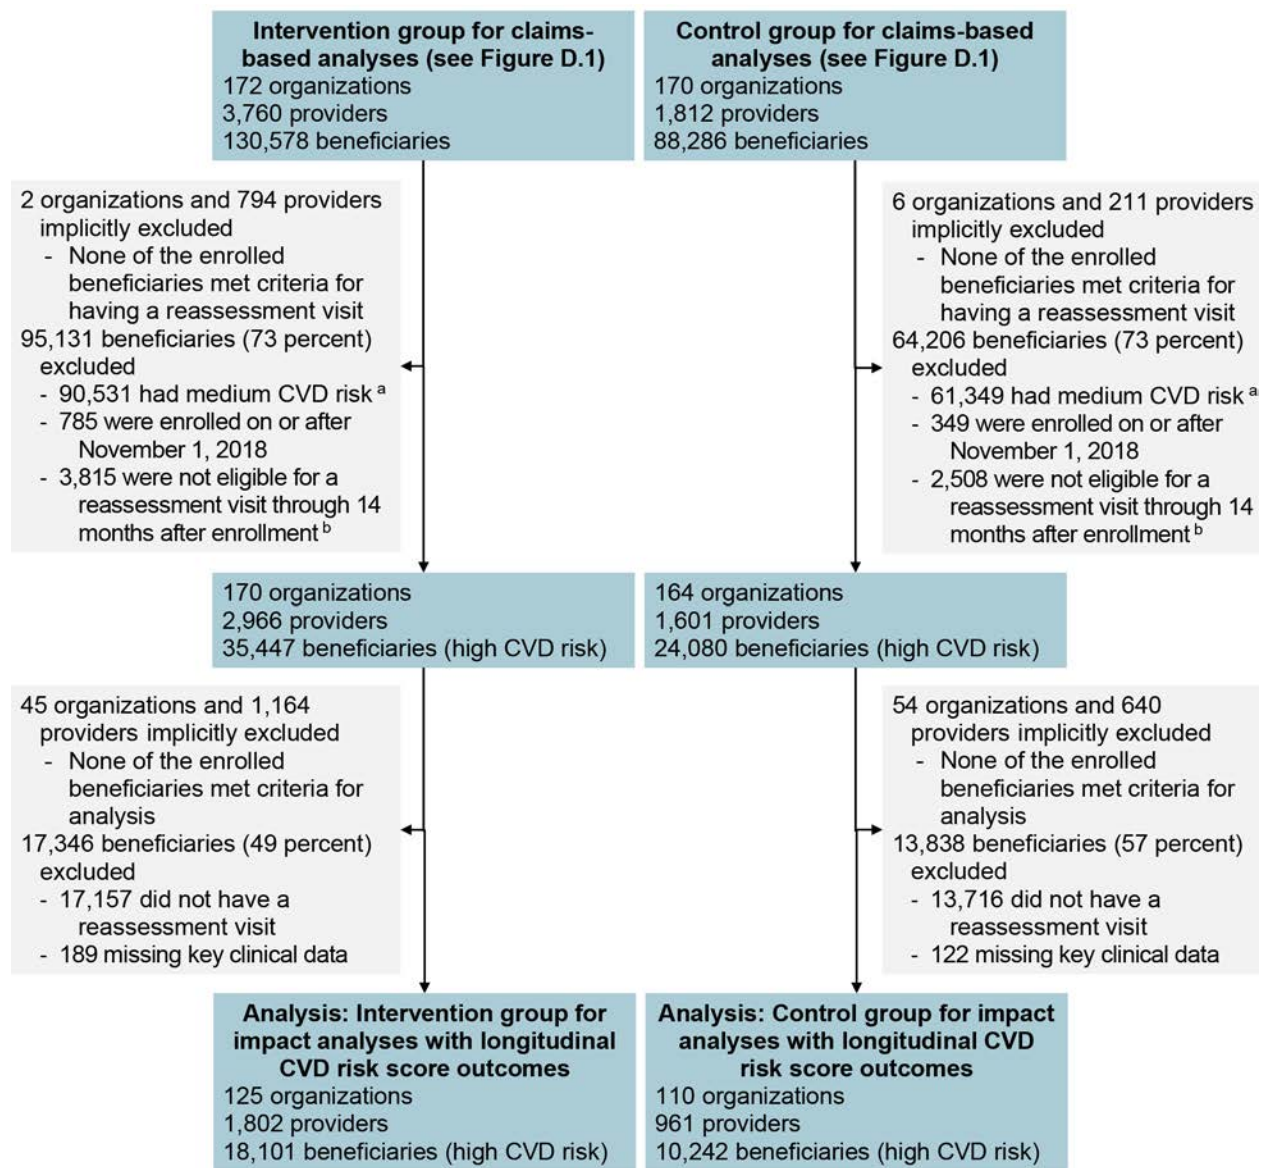 Intervention group for claims-
based analyses (see Figure D.1)
172 organizations
3,760 providers
130,578 beneficiaries
Control group for claims-based
analyses (see Figure D.1)
170 organizations
1,812 providers
88,286 beneficiaries
2 organizations and 794 providers
implicitly excluded
- None of the enrolled
beneficiaries met criteria for
having a reassessment visit
95,131 beneficiaries (73 percent)
excluded
- 90,531 had medium CVD risk a
- 785 were enrolled on or after
November 1, 2018
- 3,815 were not eligible for a
reassessment visit through 14
months after enrollment b
6 organizations and 211 providers
implicitly excluded
- None of the enrolled
beneficiaries met criteria for
having a reassessment visit
64,206 beneficiaries (73 percent)
excluded
- 61,349 had medium CVD risk a
- 349 were enrolled on or after
November 1, 2018
- 2,508 were not eligible for a
reassessment visit through 14
months after enrollment b
170 organizations
2,966 providers
35,447 beneficiaries (high CVD risk)
164 organizations
1,601 providers
24,080 beneficiaries (high CVD risk)
45 organizations and 1,164
providers implicitly excluded
- None of the enrolled
beneficiaries met criteria for
analysis
17,346 beneficiaries (49 percent)
excluded
- 17,157 did not have a
reassessment visit
- 189 missing key clinical data
54 organizations and 640
providers implicitly excluded
- None of the enrolled
beneficiaries met criteria for
analysis
13,838 beneficiaries (57 percent)
excluded
- 13,716 did not have a
reassessment visit
- 122 missing key clinical data
Analysis: Intervention group for
impact analyses with longitudinal
CVD risk score outcomes
125 organizations
1,802 providers
18,101 beneficiaries (high CVD risk)
Analysis: Control group for impact
analyses with longitudinal CVD
risk score outcomes
110 organizations
961 providers
10,242 beneficiaries (high CVD risk)